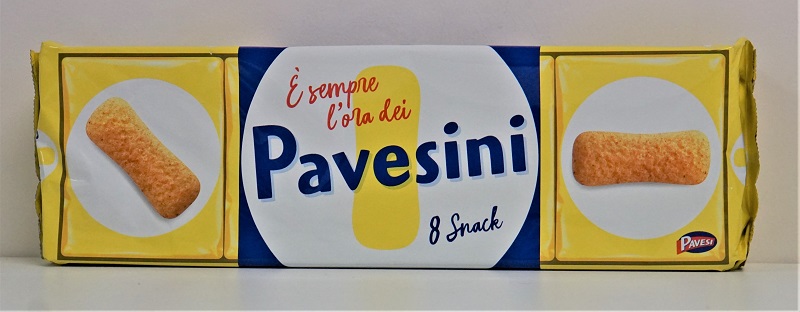 È sempre
l'ora dei
Pavesini
8 Snack
PAVESI